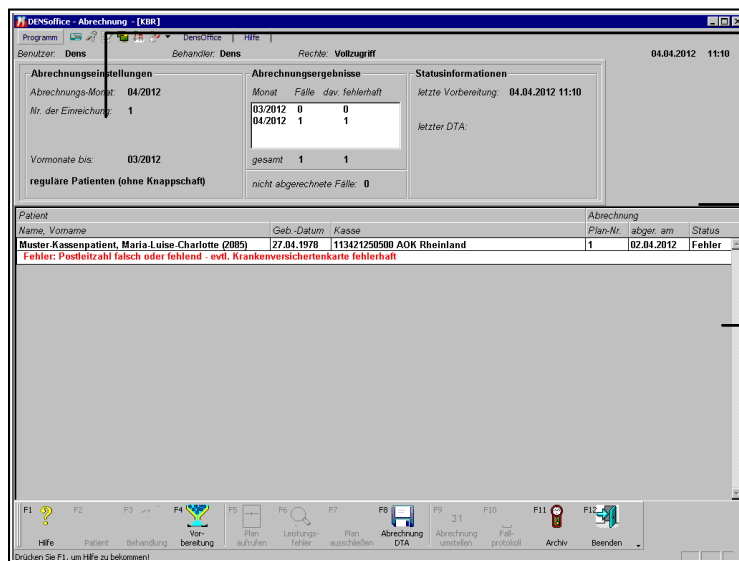 DENSoffice - Abrechnung - [KBR]
Programm DensOffice | Hilfe |
Benutzer: Dens Behandler: Dens Rechte: Vollzugriff 04.04.2012 11:10
Abrechnungseinstellungen Abrechnungsergebnisse Statusinformationen
Abrechnungs-Monat: 04/2012 Monat Fälle dav. fehlerhaft letzte Vorbereitung: 04.04.2012 11:10
Nr. der Einreichung: 1 03/2012 0 0
04/2012 1 1
letzter DTA:
Vormonate bis: 03/2012 gesamt 1 1
reguläre Patienten (ohne Knappschaft) nicht abgerechnete Fälle: 0
Patient Abrechnung
Name, Vorname Geb.-Datum Kasse Plan-Nr. abger. am Status
Muster-Kassenpatient, Maria-Luise-Charlotte (2085) 27.04.1978 113421250500 AOK Rheinland 1 02.04.2012 Fehler
Fehler: Postleitzahl falsch oder fehlend - evtl. Krankenversichertenkarte fehlerhaft
F1 F2 F3 F4 F5 F6 F7 F8 F9 31 F10 F11 F12
Hilfe Patient Behandlung Vor-bereitung Plan aufrufen Leistungs-fehler Plan ausschließen Abrechnung DTA Abrechnung umstellen Fall-protokoll Archiv Beenden
Drücken Sie F1, um Hilfe zu bekommen!